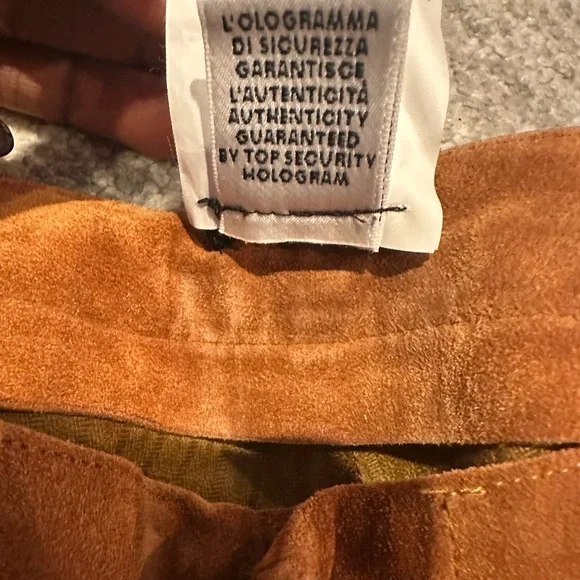 L'OLOGRAMMA
DI SICUREZZA
GARANTISCE
L'AUTENTICITÀ
AUTHENTICITY
GUARANTEED
BY TOP SECURITY
HOLOGRAM